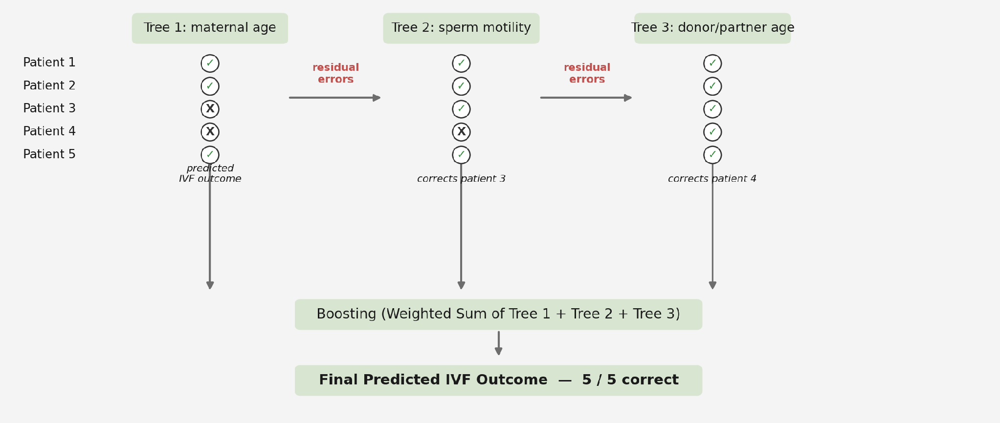 Tree 1: maternal age
Tree 2: sperm motility
Tree 3: donor/partner age
Patient 1 ✓ ✓ ✓
residual
errors
residual
errors
Patient 2 ✓ ✓ ✓
Patient 3 X ✓ ✓
Patient 4 X X ✓
Patient 5 ✓ ✓ ✓
predicted
IVF outcome
corrects patient 3
corrects patient 4
Boosting (Weighted Sum of Tree 1 + Tree 2 + Tree 3)
Final Predicted IVF Outcome — 5 / 5 correct